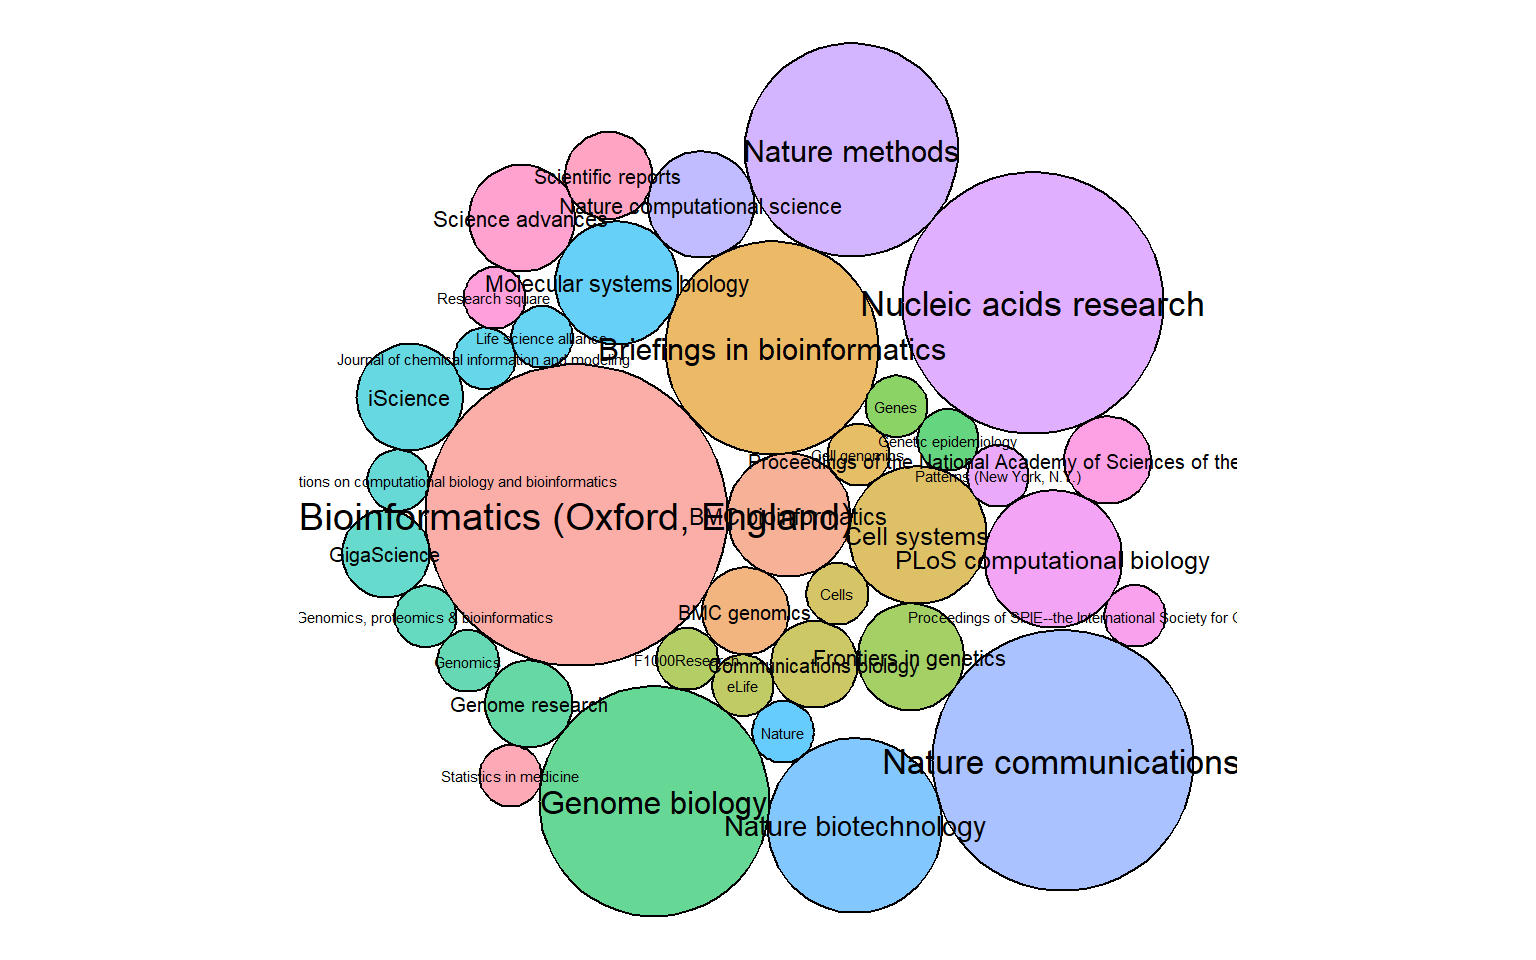 Nature methods
Scientific reports
Nature computational science
Science advances
Molecular systems biology
Research square
Nucleic acids research
Life science alliance
Briefings in bioinformatics
Journal of chemical information and modeling
iScience
Genes
Genetic epidemiology
Cell genomics
Proceedings of the National Academy of Sciences of the
Patterns (New York, N.Y.)
tions on computational biology and bioinformatics
Bioinformatics (Oxford, England)
BMC bioinformatics
Cell systems
GigaScience
PLoS computational biology
Cells
BMC genomics
Genomics, proteomics & bioinformatics
Proceedings of SPIE--the International Society for
F1000Research
Communications biology
Frontiers in genetics
Genomics
eLife
Genome research
Nature
Nature communications
Statistics in medicine
Genome biology
Nature biotechnology